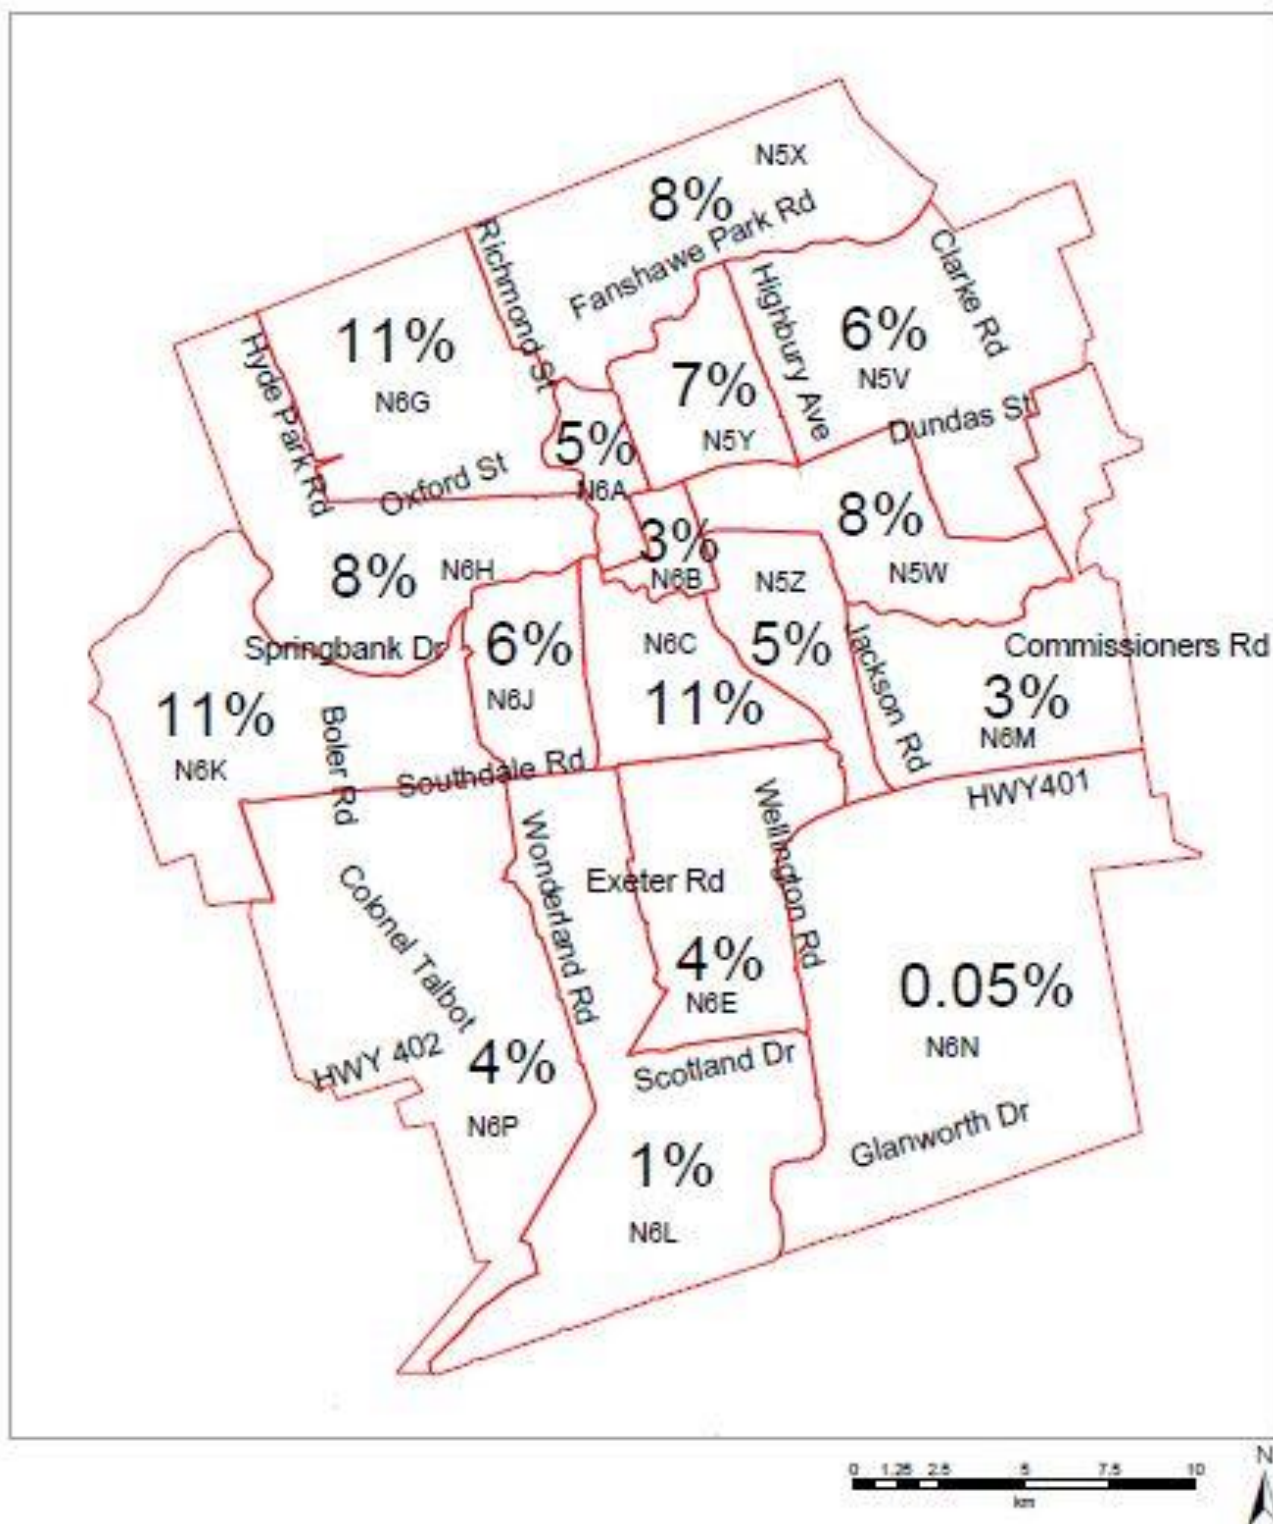 N5X
8%
Fanshawe Park Rd
Richmond St
Clarke Rd
Highbury Ave
11%
N6G
Hyde Park Rd
6%
N5V
7%
N5Y
Dundas St
5%
N6A
Oxford St
8%
N5W
3%
N6B
N5Z
5%
8%
N6H
Springbank Dr
6%
N6J
N6C
11%
Jackson Rd
Commissioners Rd
3%
N6M
11%
N6K
Boler Rd
Southdale Rd
HWY401
Wonderland Rd
Wellington Rd
Exeter Rd
Colonel Talbot
4%
N6E
0.05%
N6N
HWY 402
4%
N6P
Scotland Dr
Glanworth Dr
1%
N6L
N
0 1.25 2.5 5 7.5 10
km